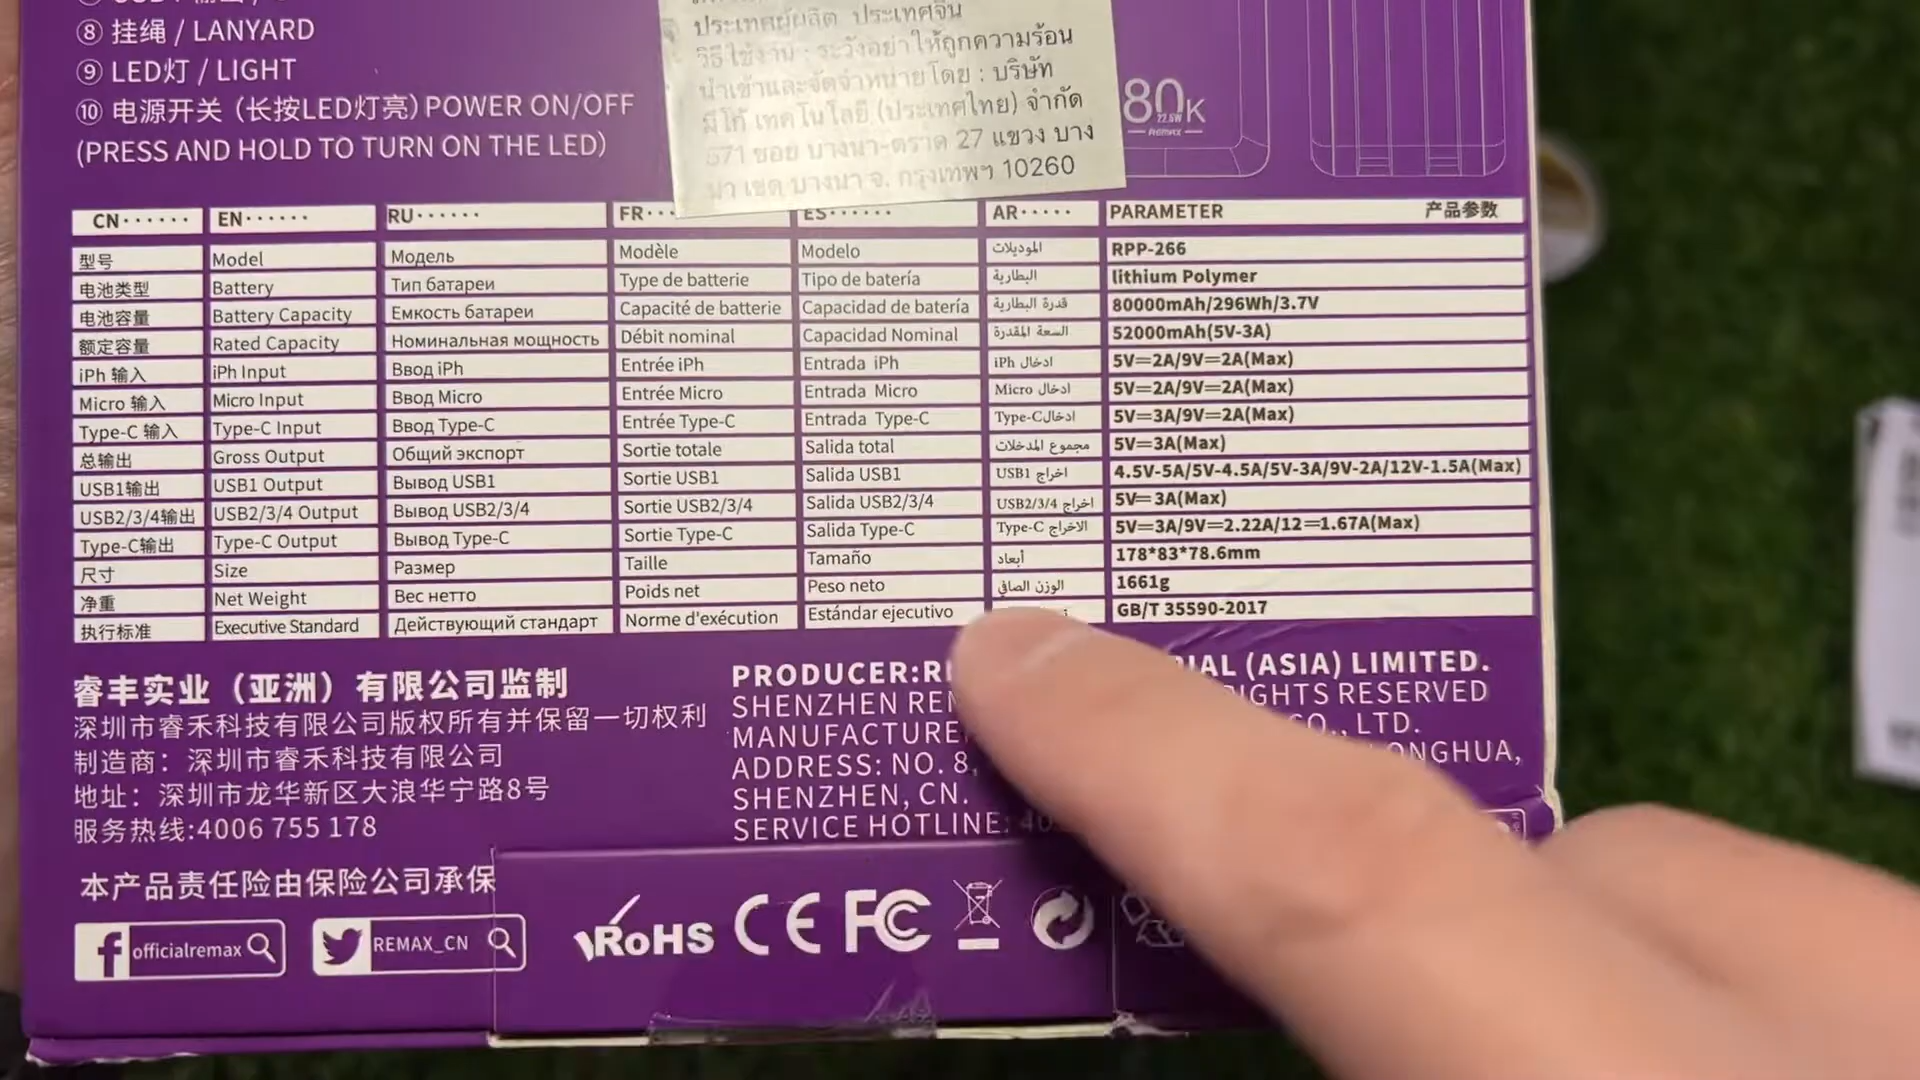 ⑧ 挂绳 / LANYARD
⑨ LED灯 / LIGHT
⑩ 电源开关（长按LED灯亮）POWER ON/OFF
(PRESS AND HOLD TO TURN ON THE LED)
ประเทศผู้ผลิต ประเทศจีน
วิธีใช้งาน : ระวังอย่าให้ถูกความร้อน
นำเข้าและจัดจำหน่ายโดย : บริษัท
มีโก้ เทคโนโลยี (ประเทศไทย) จำกัด
571 ซอย บางนา-ตราด 27 แขวง บาง
นา เขต บางนา จ. กรุงเทพฯ 10260
80K
22.5W
REMAX
CN······ EN······ RU······ FR··· ES······ AR····· PARAMETER 产品参数
型号 Model Модель Modèle Modelo الموديلات RPP-266
电池类型 Battery Тип батареи Type de batterie Tipo de batería البطارية lithium Polymer
电池容量 Battery Capacity Емкость батареи Capacité de batterie Capacidad de batería قدرة البطارية 80000mAh/296Wh/3.7V
额定容量 Rated Capacity Номинальная мощность Débit nominal Capacidad Nominal السعة المقدرة 52000mAh(5V-3A)
iPh 输入 iPh Input Ввод iPh Entrée iPh Entrada iPh ادخال iPh 5V⎓2A/9V⎓2A(Max)
Micro 输入 Micro Input Ввод Micro Entrée Micro Entrada Micro ادخال Micro 5V⎓2A/9V⎓2A(Max)
Type-C 输入 Type-C Input Ввод Type-C Entrée Type-C Entrada Type-C ادخال Type-C 5V⎓3A/9V⎓2A(Max)
总输出 Gross Output Общий экспорт Sortie totale Salida total مجموع المدخلات 5V⎓3A(Max)
USB1输出 USB1 Output Вывод USB1 Sortie USB1 Salida USB1 اخراج USB1 4.5V-5A/5V-4.5A/5V-3A/9V-2A/12V-1.5A(Max)
USB2/3/4输出 USB2/3/4 Output Вывод USB2/3/4 Sortie USB2/3/4 Salida USB2/3/4 اخراج USB2/3/4 5V⎓3A(Max)
Type-C输出 Type-C Output Вывод Type-C Sortie Type-C Salida Type-C الاخراج Type-C 5V⎓3A/9V⎓2.22A/12⎓1.67A(Max)
尺寸 Size Размер Taille Tamaño أبعاد 178*83*78.6mm
净重 Net Weight Вес нетто Poids net Peso neto الوزن الصافي 1661g
执行标准 Executive Standard Действующий стандарт Norme d'exécution Estándar ejecutivo GB/T 35590-2017
睿丰实业（亚洲）有限公司监制
深圳市睿禾科技有限公司版权所有并保留一切权利
制造商：深圳市睿禾科技有限公司
地址：深圳市龙华新区大浪华宁路8号
服务热线:4006 755 178
本产品责任险由保险公司承保
PRODUCER: (ASIA) LIMITED.
SHENZHEN RESERVED
CO., LTD.
ADDRESS: NO. 8,
SHENZHEN, CN.
SERVICE HOTLINE:
officialremax
REMAX_CN
RoHS CE FC